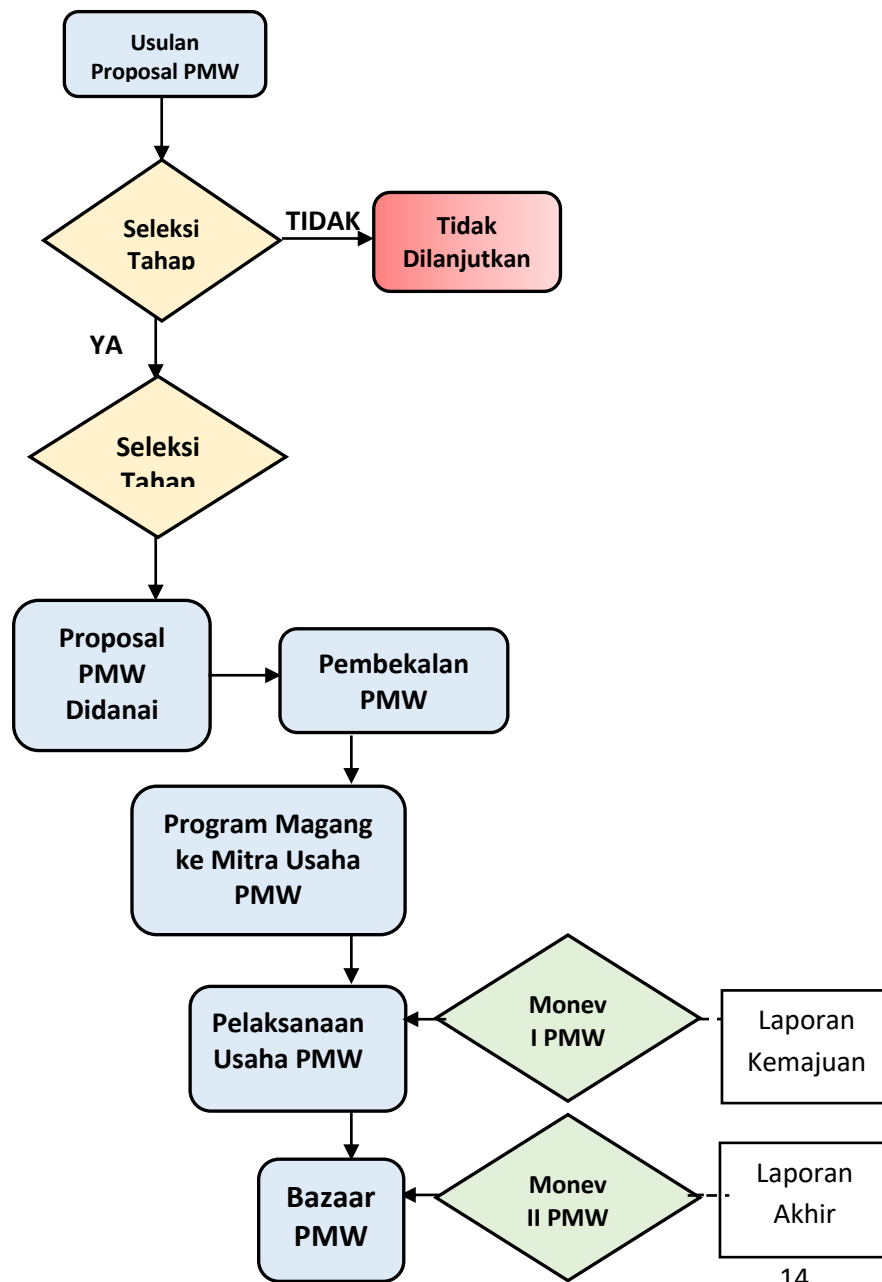 Usulan
Proposal PMW
Seleksi
Tahap
TIDAK
Tidak
Dilanjutkan
YA
Seleksi
Tahap
Proposal
PMW
Didanai
Pembekalan
PMW
Program Magang
ke Mitra Usaha
PMW
Pelaksanaan
Usaha PMW
Monev
I PMW
Laporan
Kemajuan
Bazaar
PMW
Monev
II PMW
Laporan
Akhir
14